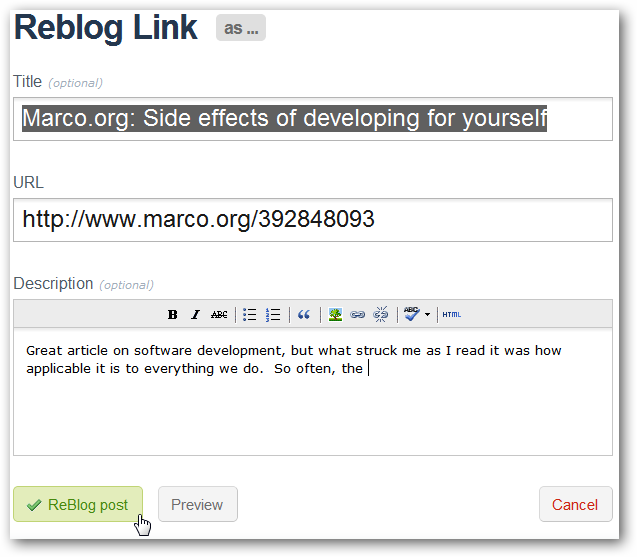 Reblog Link as ...
Title (optional)
Marco.org: Side effects of developing for yourself
URL
http://www.marco.org/392848093
Description (optional)
B I ABC “ ABC HTML
Great article on software development, but what struck me as I read it was how
applicable it is to everything we do.  So often, the
ReBlog post Preview Cancel